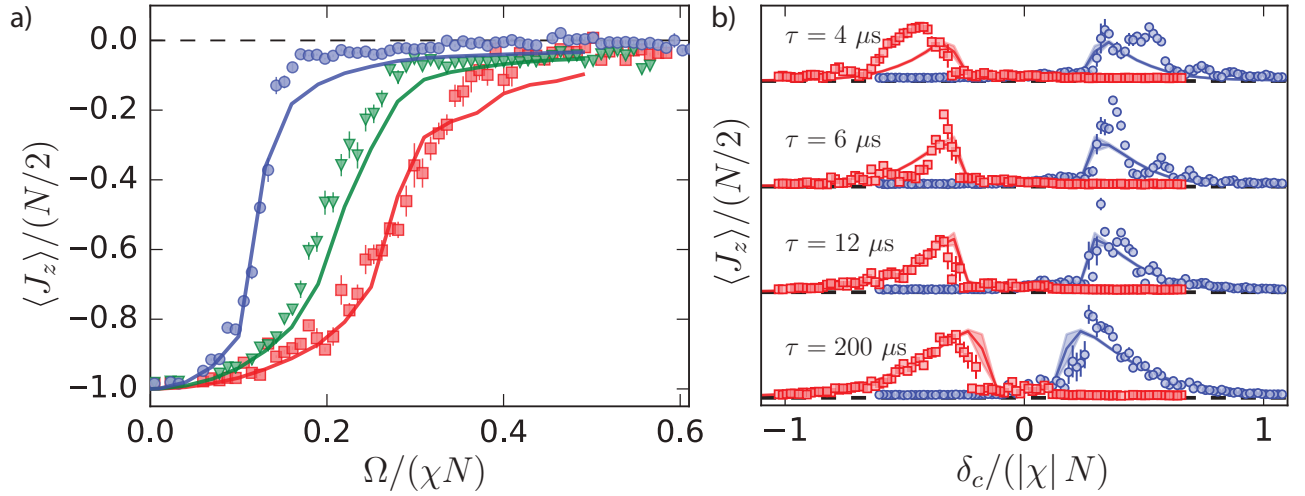 a)
⟨J_z⟩/(N/2)
0.0
−0.2
−0.4
−0.6
−0.8
−1.0
0.0
0.2
0.4
0.6
Ω/(χN)
b)
⟨J_z⟩/(N/2)
τ = 4 μs
τ = 6 μs
τ = 12 μs
τ = 200 μs
−1
0
1
δ_c/(|χ| N)